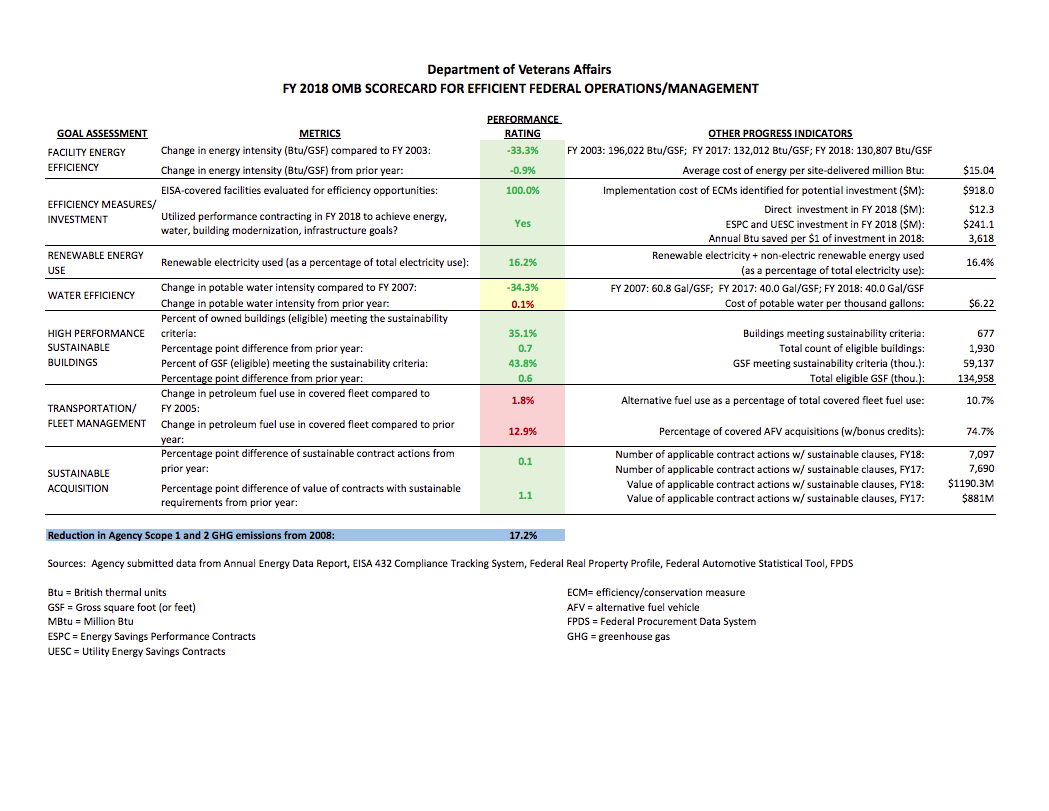 Department of Veterans Affairs
FY 2018 OMB SCORECARD FOR EFFICIENT FEDERAL OPERATIONS/MANAGEMENT
PERFORMANCE
GOAL ASSESSMENT METRICS RATING OTHER PROGRESS INDICATORS
FACILITY ENERGY
EFFICIENCY
Change in energy intensity (Btu/GSF) compared to FY 2003: -33.3% FY 2003: 196,022 Btu/GSF; FY 2017: 132,012 Btu/GSF; FY 2018: 130,807 Btu/GSF
Change in energy intensity (Btu/GSF) from prior year: -0.9% Average cost of energy per site-delivered million Btu: $15.04
EFFICIENCY MEASURES/
INVESTMENT
EISA-covered facilities evaluated for efficiency opportunities: 100.0% Implementation cost of ECMs identified for potential investment ($M): $918.0
Utilized performance contracting in FY 2018 to achieve energy,
water, building modernization, infrastructure goals? Yes
Direct investment in FY 2018 ($M): $12.3
ESPC and UESC investment in FY 2018 ($M): $241.1
Annual Btu saved per $1 of investment in 2018: 3,618
RENEWABLE ENERGY
USE
Renewable electricity used (as a percentage of total electricity use): 16.2%
Renewable electricity + non-electric renewable energy used
(as a percentage of total electricity use): 16.4%
WATER EFFICIENCY
Change in potable water intensity compared to FY 2007: -34.3% FY 2007: 60.8 Gal/GSF; FY 2017: 40.0 Gal/GSF; FY 2018: 40.0 Gal/GSF
Change in potable water intensity from prior year: 0.1% Cost of potable water per thousand gallons: $6.22
HIGH PERFORMANCE
SUSTAINABLE
BUILDINGS
Percent of owned buildings (eligible) meeting the sustainability
criteria: 35.1% Buildings meeting sustainability criteria: 677
Percentage point difference from prior year: 0.7 Total count of eligible buildings: 1,930
Percent of GSF (eligible) meeting the sustainability criteria: 43.8% GSF meeting sustainability criteria (thou.): 59,137
Percentage point difference from prior year: 0.6 Total eligible GSF (thou.): 134,958
TRANSPORTATION/
FLEET MANAGEMENT
Change in petroleum fuel use in covered fleet compared to
FY 2005: 1.8% Alternative fuel use as a percentage of total covered fleet fuel use: 10.7%
Change in petroleum fuel use in covered fleet compared to prior
year: 12.9% Percentage of covered AFV acquisitions (w/bonus credits): 74.7%
SUSTAINABLE
ACQUISITION
Percentage point difference of sustainable contract actions from
prior year: 0.1
Number of applicable contract actions w/ sustainable clauses, FY18: 7,097
Number of applicable contract actions w/ sustainable clauses, FY17: 7,690
Percentage point difference of value of contracts with sustainable
requirements from prior year: 1.1
Value of applicable contract actions w/ sustainable clauses, FY18: $1190.3M
Value of applicable contract actions w/ sustainable clauses, FY17: $881M
Reduction in Agency Scope 1 and 2 GHG emissions from 2008: 17.2%
Sources: Agency submitted data from Annual Energy Data Report, EISA 432 Compliance Tracking System, Federal Real Property Profile, Federal Automotive Statistical Tool, FPDS
Btu = British thermal units
GSF = Gross square foot (or feet)
MBtu = Million Btu
ESPC = Energy Savings Performance Contracts
UESC = Utility Energy Savings Contracts
ECM= efficiency/conservation measure
AFV = alternative fuel vehicle
FPDS = Federal Procurement Data System
GHG = greenhouse gas